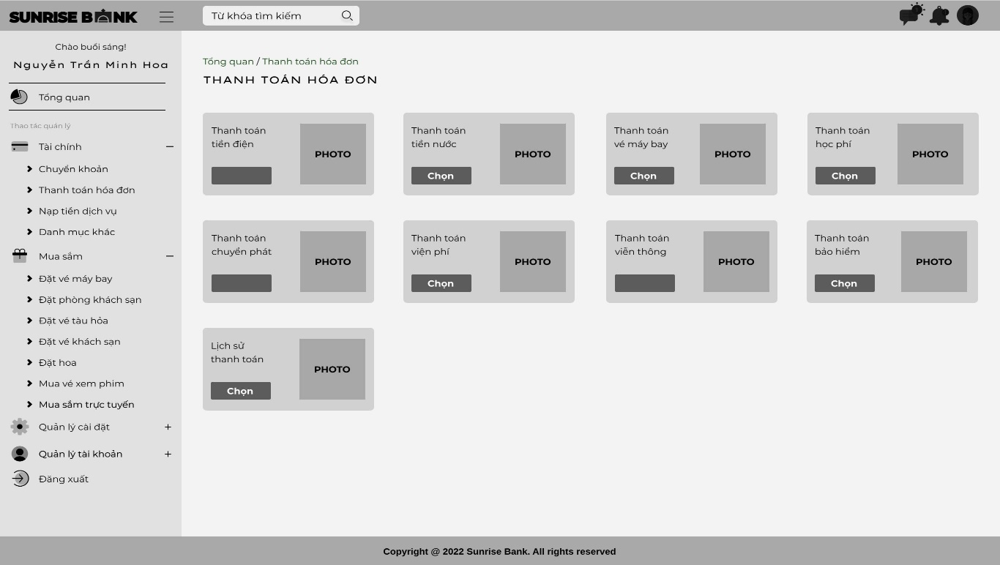 SUNRISE BANK
Từ khóa tìm kiếm
Chào buổi sáng!
Nguyễn Trần Minh Hoa
Tổng quan
Thao tác quản lý
Tài chính
Chuyển khoản
Thanh toán hóa đơn
Nạp tiền dịch vụ
Danh mục khác
Mua sắm
Đặt vé máy bay
Đặt phòng khách sạn
Đặt vé tàu hỏa
Đặt vé khách sạn
Đặt hoa
Mua vé xem phim
Mua sắm trực tuyến
Quản lý cài đặt
Quản lý tài khoản
Đăng xuất
Tổng quan / Thanh toán hóa đơn
THANH TOÁN HÓA ĐƠN
Thanh toán
tiền điện
PHOTO
Thanh toán
tiền nước
PHOTO
Chọn
Thanh toán
vé máy bay
PHOTO
Chọn
Thanh toán
học phí
PHOTO
Chọn
Thanh toán
chuyển phát
PHOTO
Thanh toán
viện phí
PHOTO
Chọn
Thanh toán
viễn thông
PHOTO
Thanh toán
bảo hiểm
PHOTO
Chọn
Lịch sử
thanh toán
PHOTO
Chọn
Copyright @ 2022 Sunrise Bank. All rights reserved